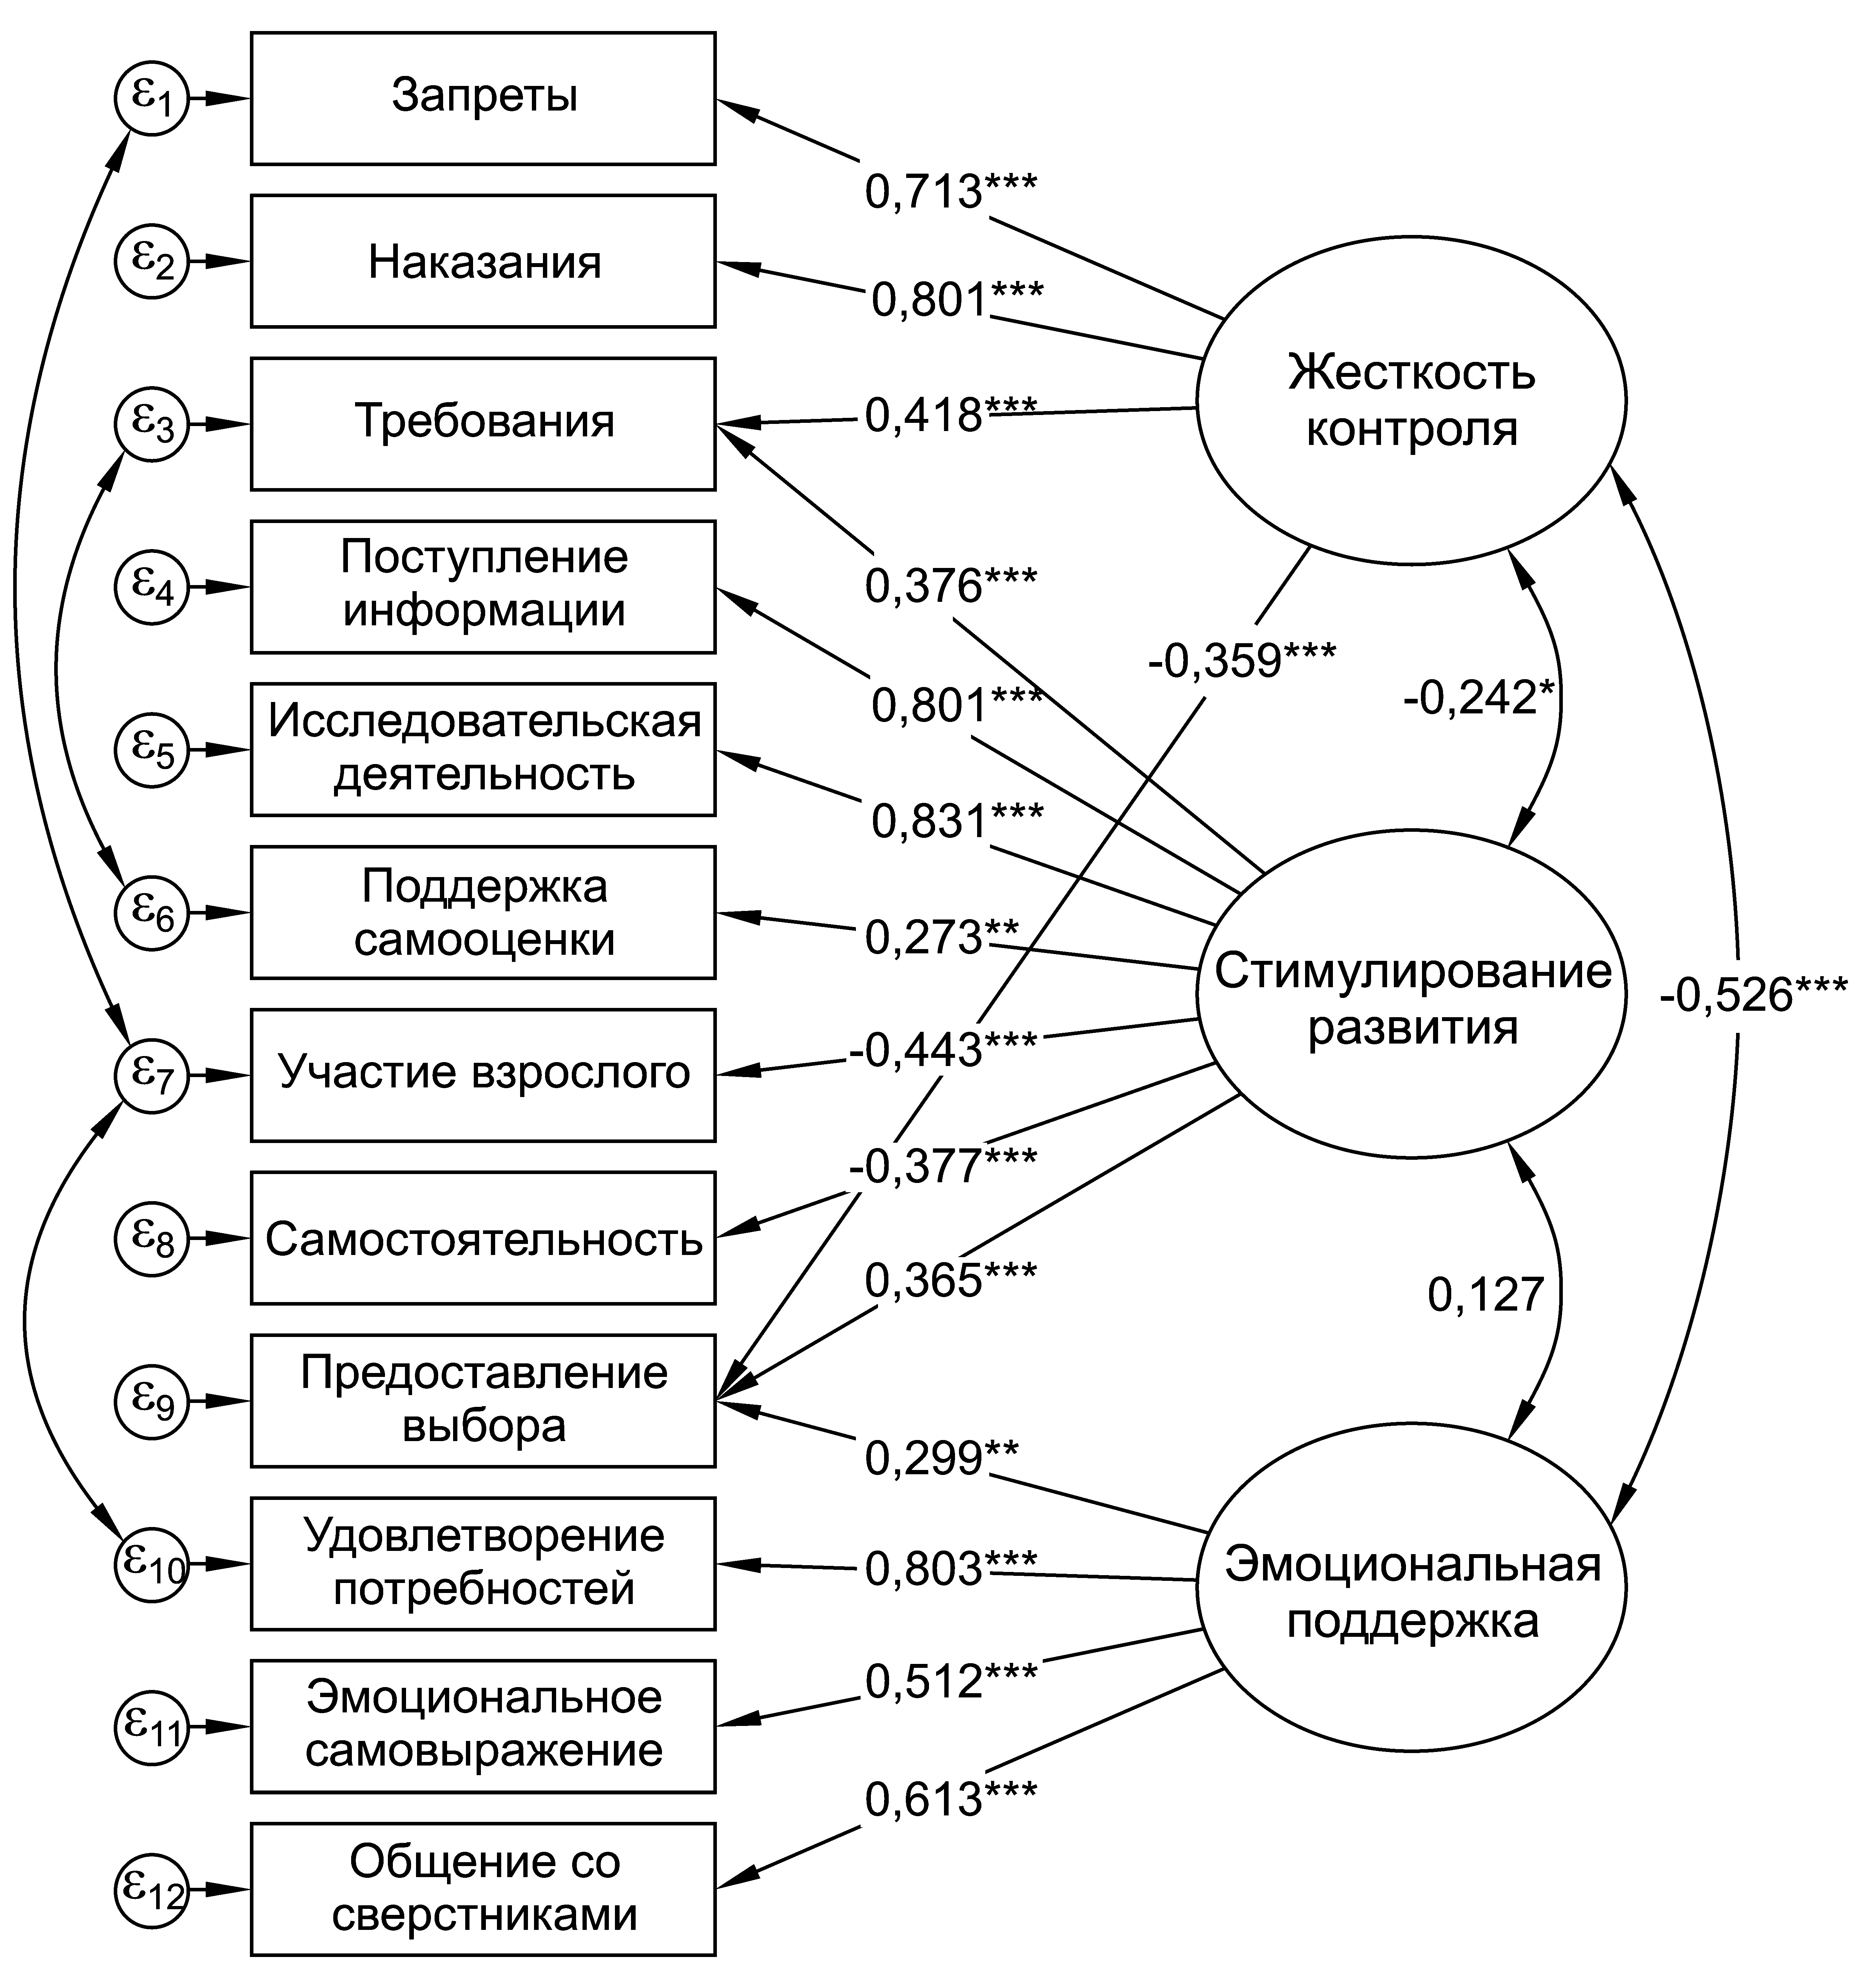 ε1
Запреты
ε2
Наказания
ε3
Требования
ε4
Поступление
информации
ε5
Исследовательская
деятельность
ε6
Поддержка
самооценки
ε7
Участие взрослого
ε8
Самостоятельность
ε9
Предоставление
выбора
ε10
Удовлетворение
потребностей
ε11
Эмоциональное
самовыражение
ε12
Общение со
сверстниками
0,713***
0,801***
0,418***
0,376***
0,801***
0,831***
0,273**
-0,443***
-0,377***
0,365***
0,299**
0,803***
0,512***
0,613***
-0,359***
Жесткость
контроля
-0,242*
Стимулирование
развития
-0,526***
0,127
Эмоциональная
поддержка